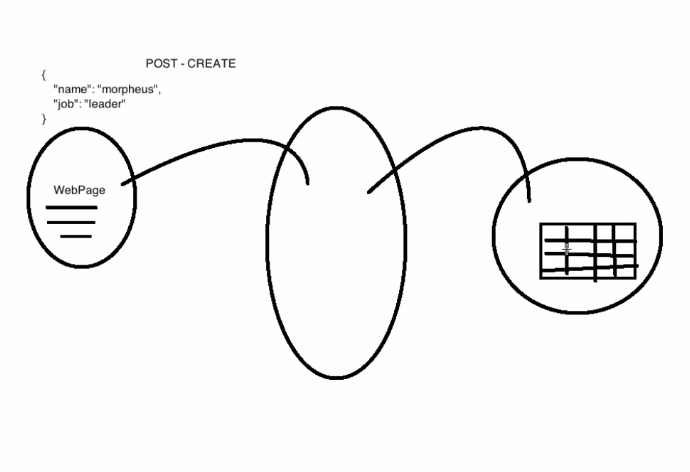 POST - CREATE
{
"name": "morpheus",
"job": "leader"
}
WebPage